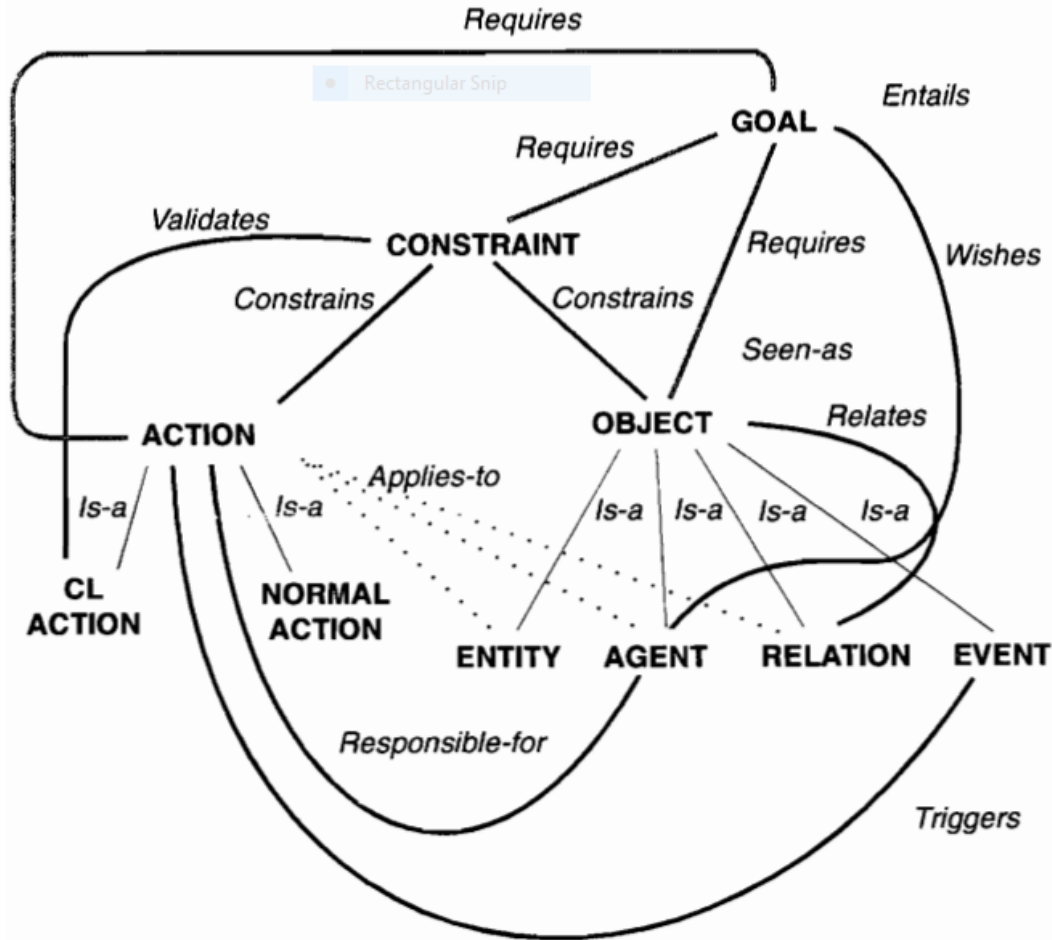 Requires
Rectangular Snip
GOAL
Entails
Requires
Validates
CONSTRAINT
Requires
Wishes
Constrains
Constrains
Seen-as
ACTION
OBJECT
Relates
Applies-to
Is-a
Is-a
Is-a
Is-a
Is-a
Is-a
CL
ACTION
NORMAL
ACTION
ENTITY
AGENT
RELATION
EVENT
Responsible-for
Triggers